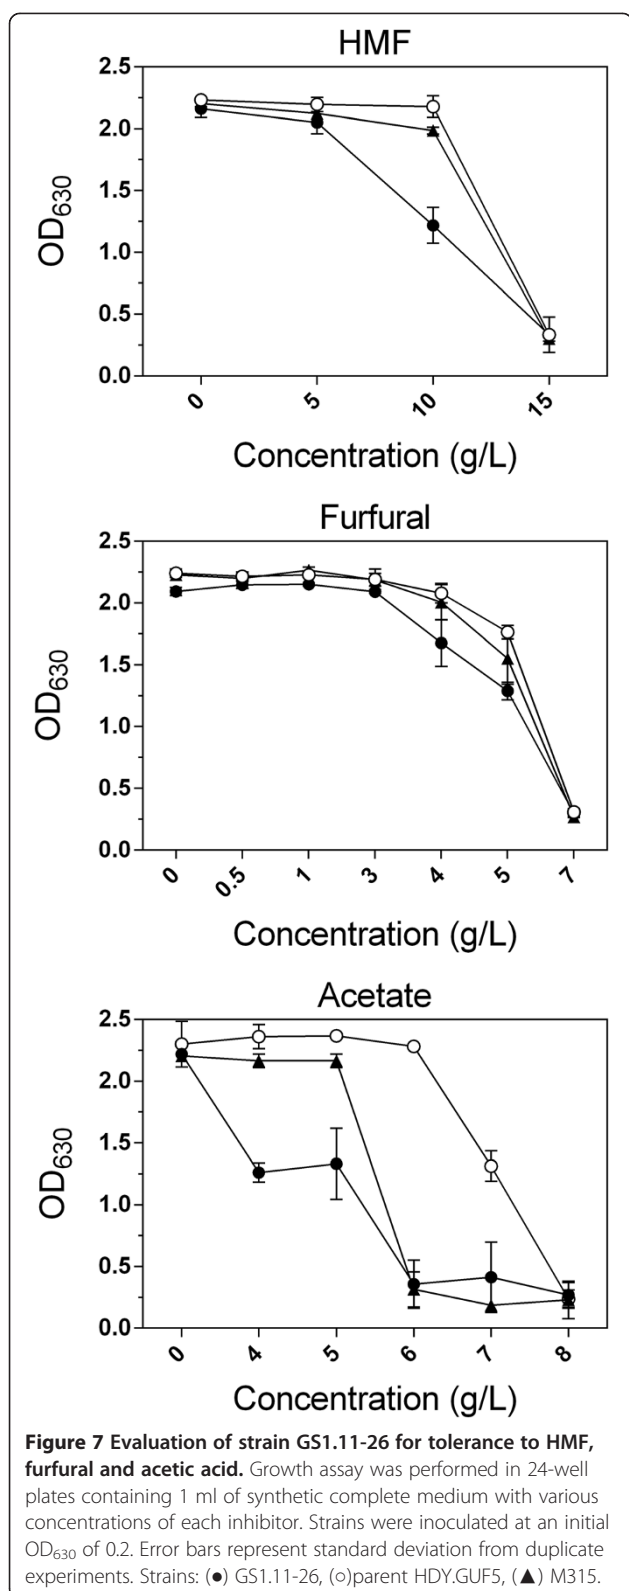 HMF
2.5
2.0
1.5
1.0
0.5
0.0
OD630
0 5 10 15
Concentration (g/L)
Furfural
2.5
2.0
1.5
1.0
0.5
0.0
OD630
0 0.5 1 3 4 5 7
Concentration (g/L)
Acetate
2.5
2.0
1.5
1.0
0.5
0.0
OD630
0 4 5 6 7 8
Concentration (g/L)
Figure 7 Evaluation of strain GS1.11-26 for tolerance to HMF,
furfural and acetic acid. Growth assay was performed in 24-well
plates containing 1 ml of synthetic complete medium with various
concentrations of each inhibitor. Strains were inoculated at an initial
OD630 of 0.2. Error bars represent standard deviation from duplicate
experiments. Strains: (●) GS1.11-26, (○)parent HDY.GUF5, (▲) M315.